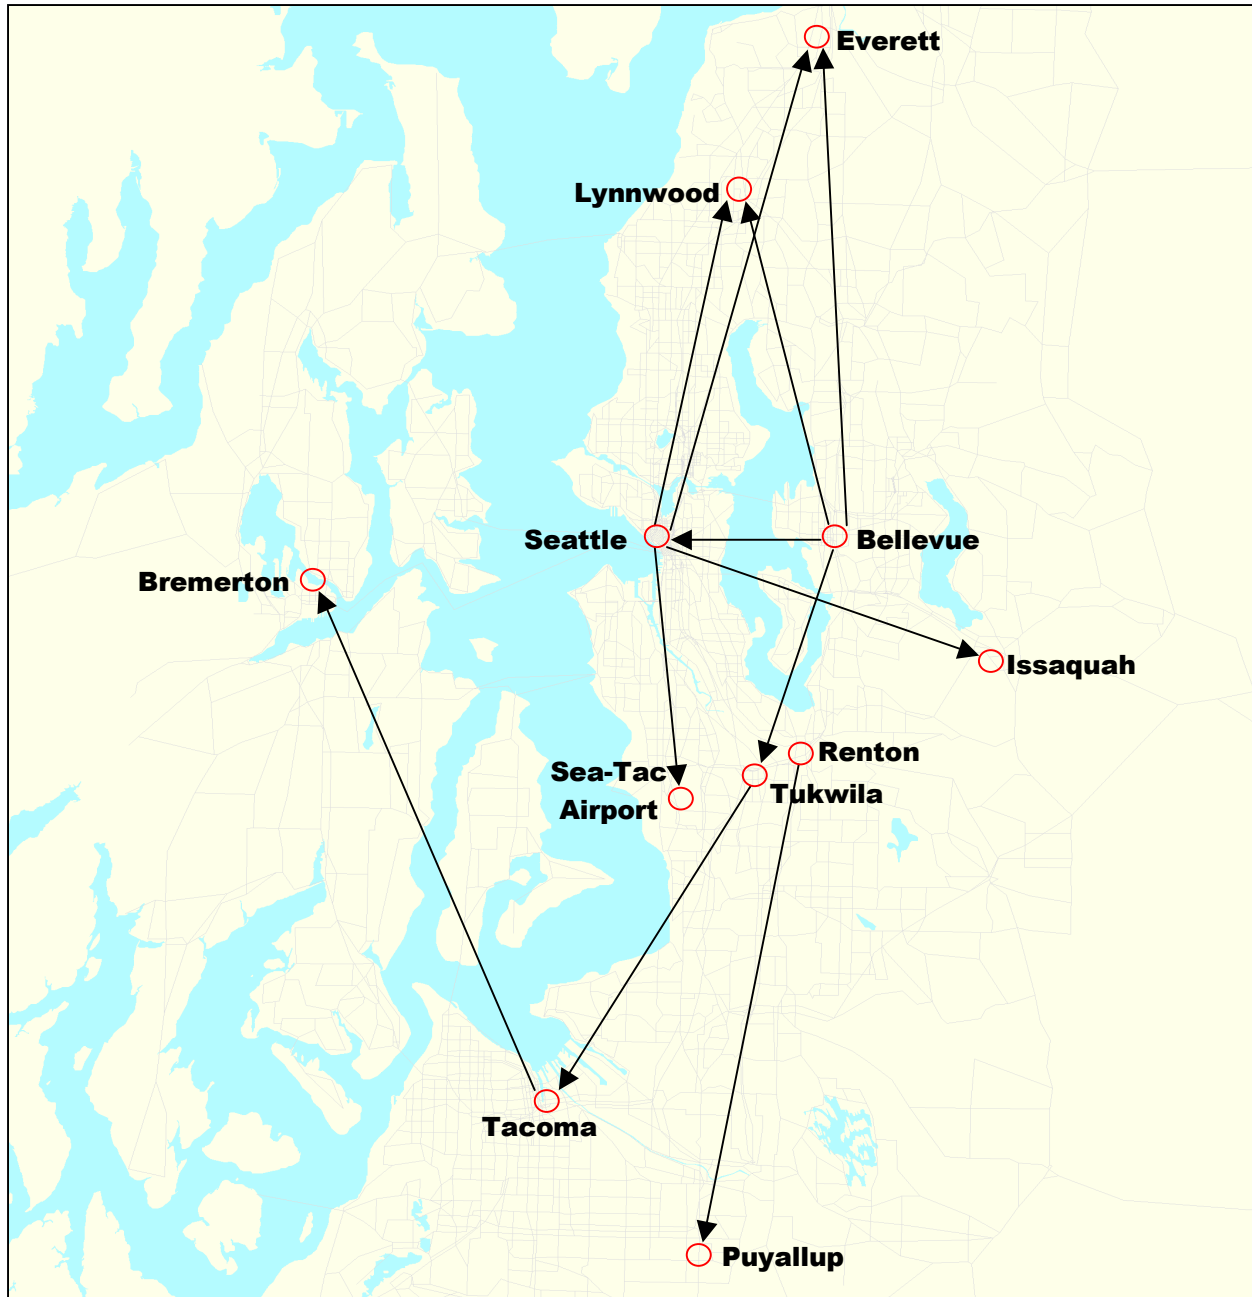 Everett
Lynnwood
Seattle
Bellevue
Bremerton
Issaquah
Renton
Sea-Tac
Airport
Tukwila
Tacoma
Puyallup